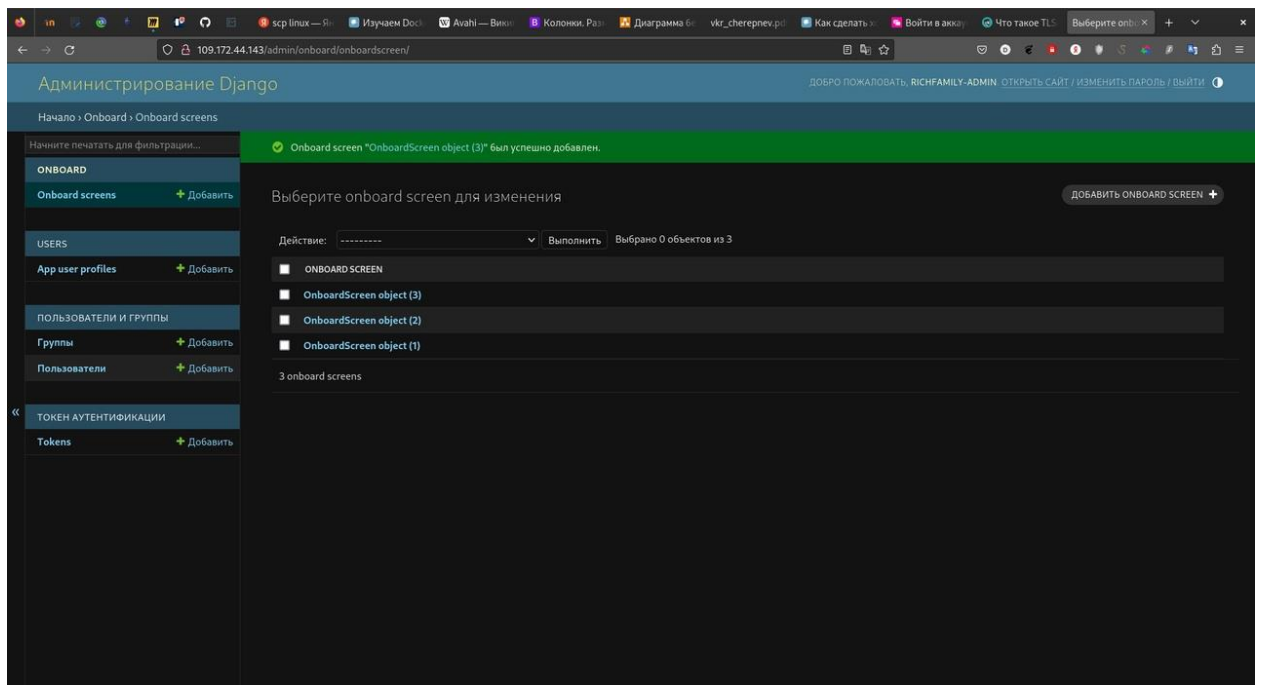 scp linux — Ян Изучаем Dock W Avahi — Вики B Колонки. Раз Диаграмма бе vkr_cherepnev.pd Как сделать хо Войти в аккау Что такое TLS Выберите onbo × + ×
109.172.44.143/admin/onboard/onboardscreen/
Администрирование Django
ДОБРО ПОЖАЛОВАТЬ, RICHFAMILY-ADMIN. ОТКРЫТЬ САЙТ / ИЗМЕНИТЬ ПАРОЛЬ / ВЫЙТИ
Начало › Onboard › Onboard screens
Начните печатать для фильтрации...
Onboard screen "OnboardScreen object (3)" был успешно добавлен.
ONBOARD
Onboard screens + Добавить
Выберите onboard screen для изменения
ДОБАВИТЬ ONBOARD SCREEN +
USERS
Действие: --------- Выполнить Выбрано 0 объектов из 3
App user profiles + Добавить
ONBOARD SCREEN
OnboardScreen object (3)
ПОЛЬЗОВАТЕЛИ И ГРУППЫ
OnboardScreen object (2)
Группы + Добавить
OnboardScreen object (1)
Пользователи + Добавить
3 onboard screens
« ТОКЕН АУТЕНТИФИКАЦИИ
Tokens + Добавить